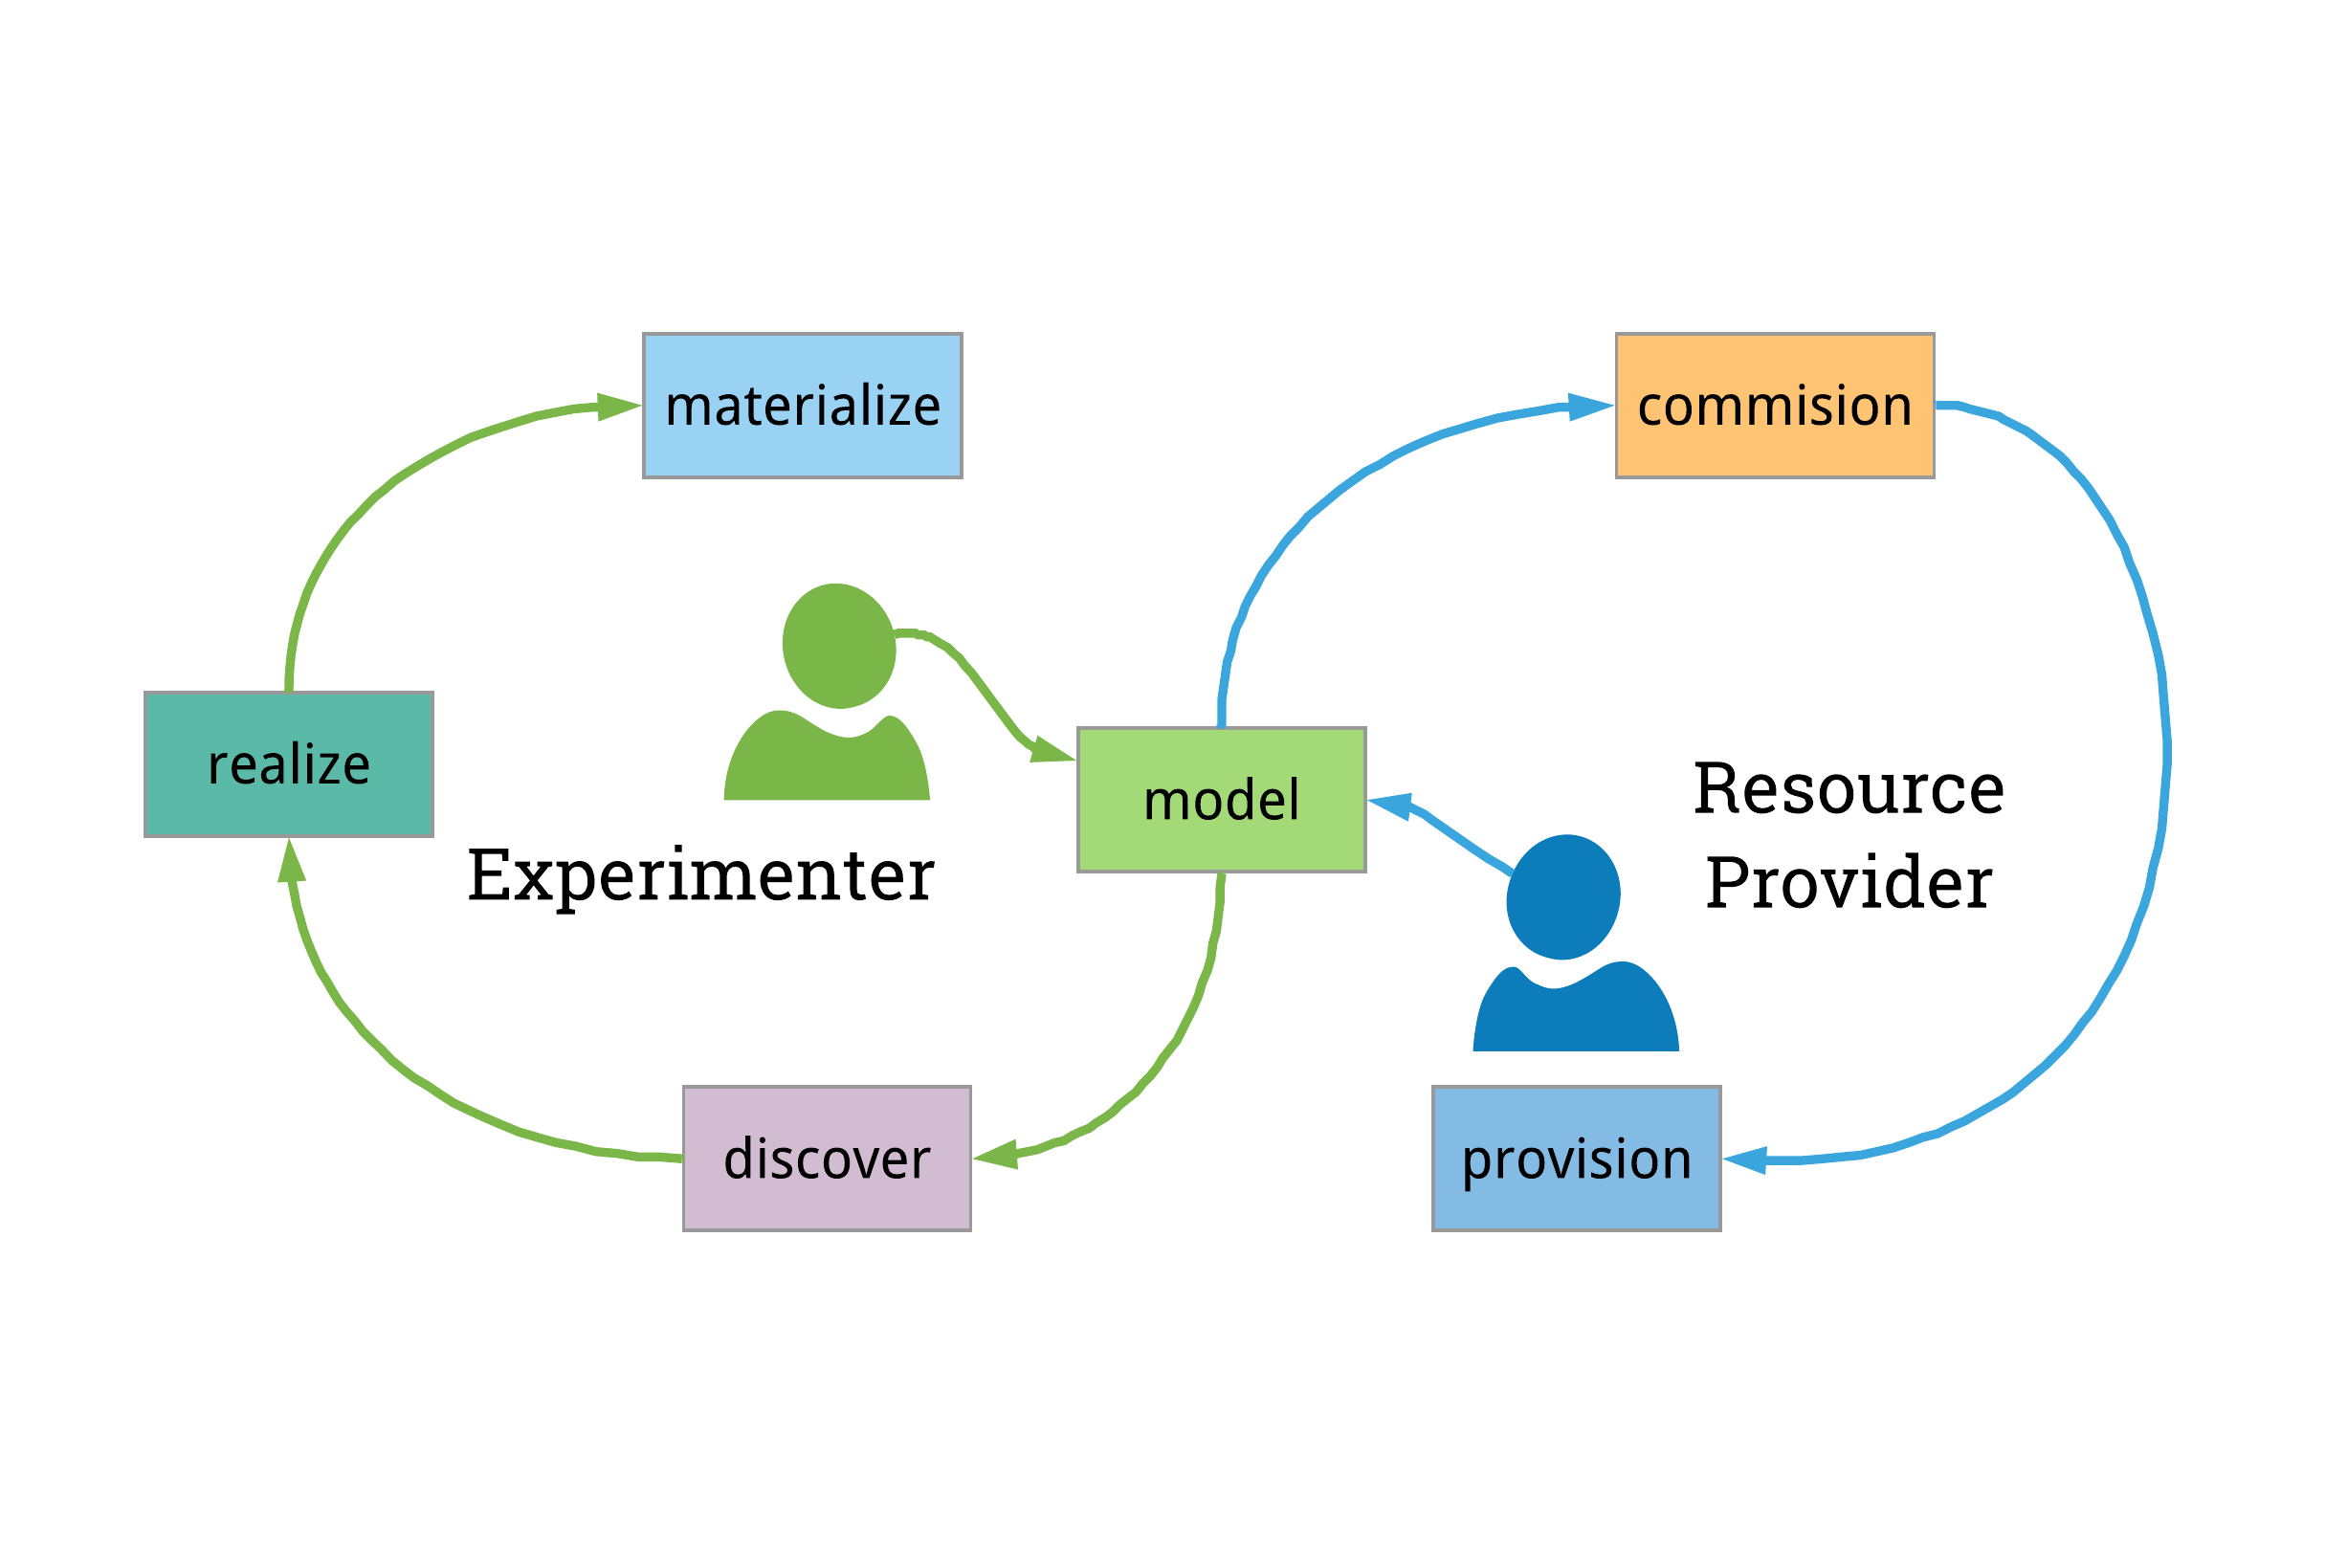 materialize
commision
realize
Experimenter
model
Resource
Provider
discover
provision